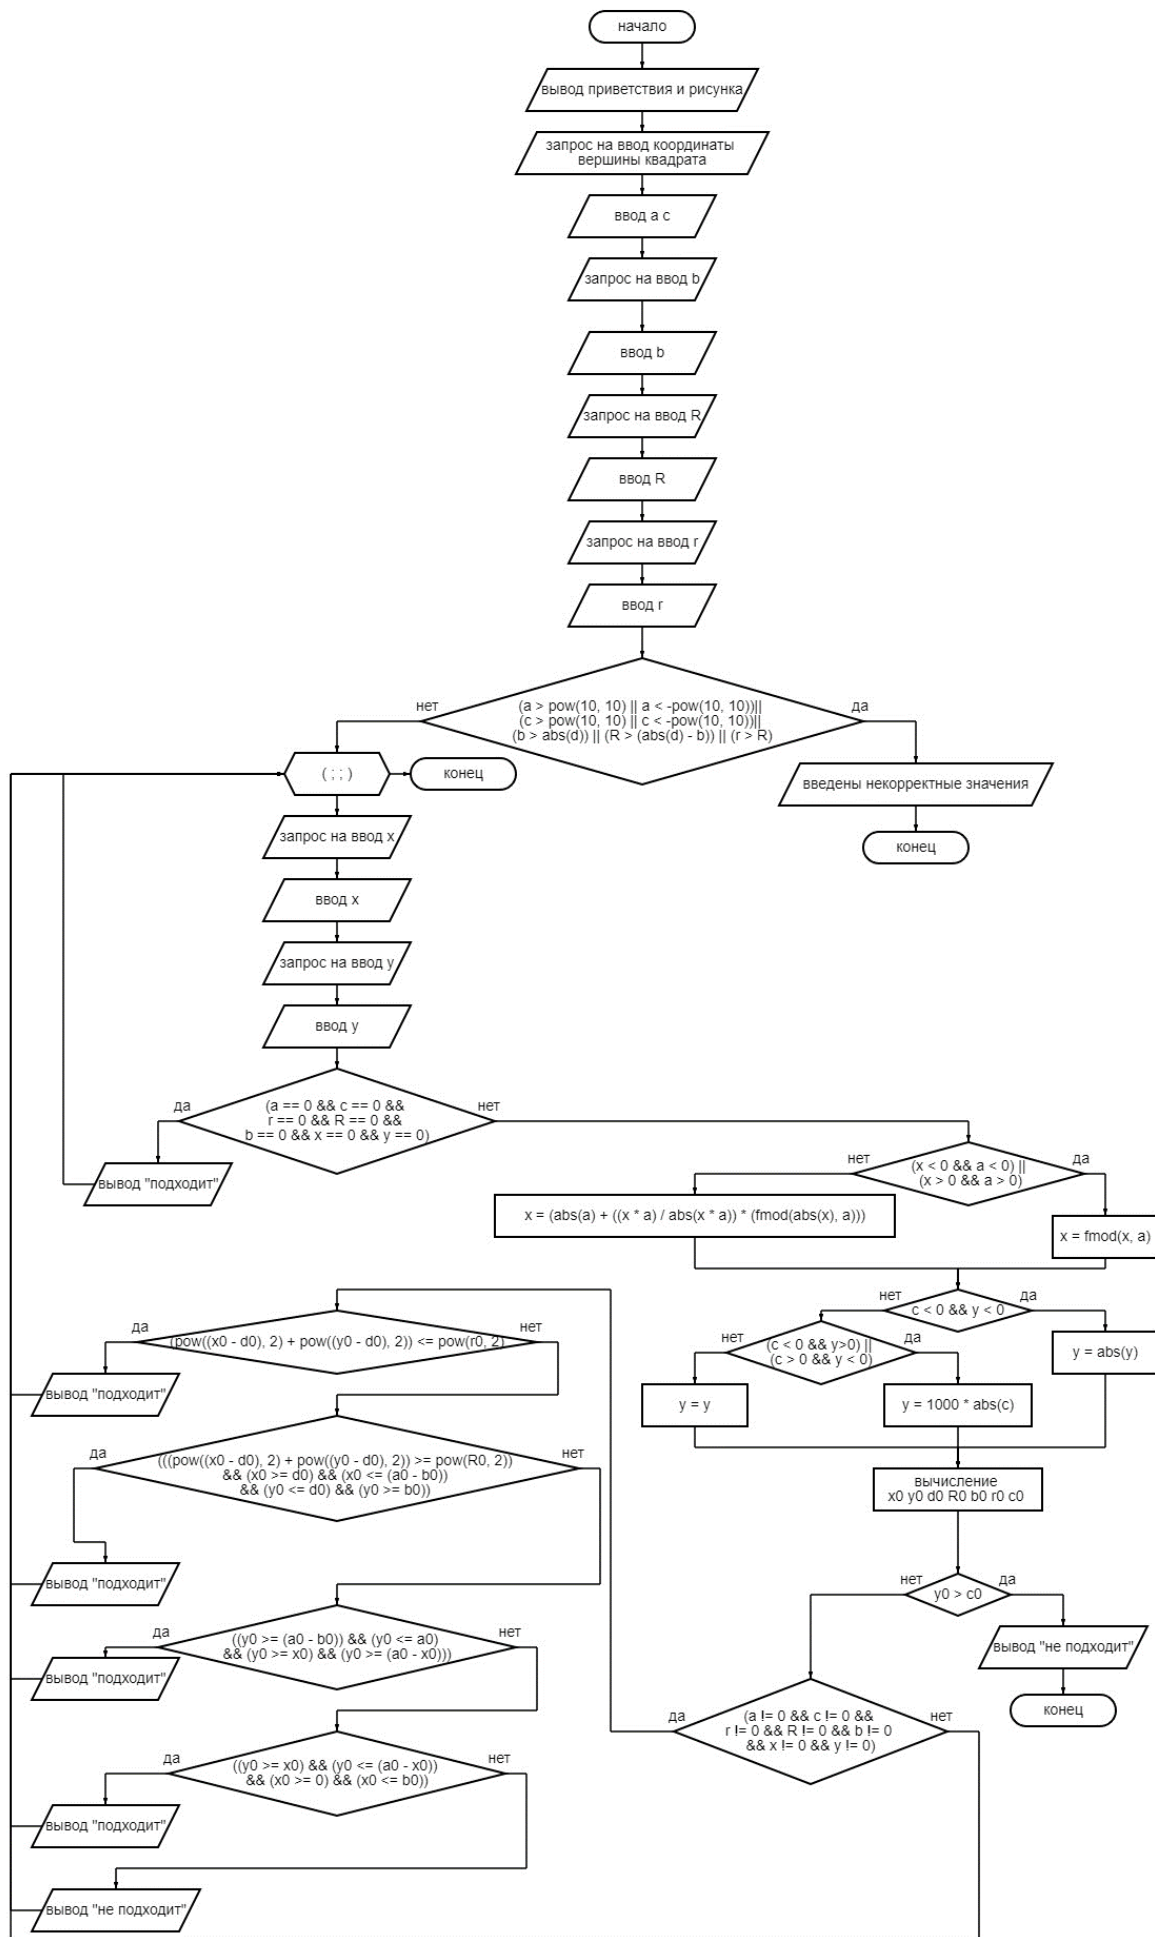 начало
вывод приветствия и рисунка
запрос на ввод координаты
вершины квадрата
ввод a c
запрос на ввод b
ввод b
запрос на ввод R
ввод R
запрос на ввод r
ввод r
нет
(a > pow(10, 10) || a < -pow(10, 10))||
(c > pow(10, 10) || c < -pow(10, 10))||
(b > abs(d)) || (R > (abs(d) - b)) || (r > R)
да
( ; ; )
конец
введены некорректные значения
конец
запрос на ввод x
ввод x
запрос на ввод y
ввод y
да
(a == 0 && c == 0 &&
r == 0 && R == 0 &&
b == 0 && x == 0 && y == 0)
нет
вывод "подходит"
нет
(x < 0 && a < 0) ||
(x > 0 && a > 0)
да
x = (abs(a) + ((x * a) / abs(x * a)) * (fmod(abs(x), a)))
x = fmod(x, a)
нет
c < 0 && y < 0
да
нет
(c < 0 && y>0) ||
(c > 0 && y < 0)
да
y = abs(y)
y = y
y = 1000 * abs(c)
вычисление
x0 y0 d0 R0 b0 r0 c0
нет
y0 > c0
да
вывод "не подходит"
конец
да
(a != 0 && c != 0 &&
r != 0 && R != 0 && b != 0
&& x != 0 && y != 0)
нет
да
(pow((x0 - d0), 2) + pow((y0 - d0), 2)) <= pow(r0, 2)
нет
вывод "подходит"
да
(((pow((x0 - d0), 2) + pow((y0 - d0), 2)) >= pow(R0, 2))
&& (x0 >= d0) && (x0 <= (a0 - b0))
&& (y0 <= d0) && (y0 >= b0))
нет
вывод "подходит"
да
((y0 >= (a0 - b0)) && (y0 <= a0)
&& (y0 >= x0) && (y0 >= (a0 - x0)))
нет
вывод "подходит"
да
((y0 >= x0) && (y0 <= (a0 - x0))
&& (x0 >= 0) && (x0 <= b0))
нет
вывод "подходит"
вывод "не подходит"